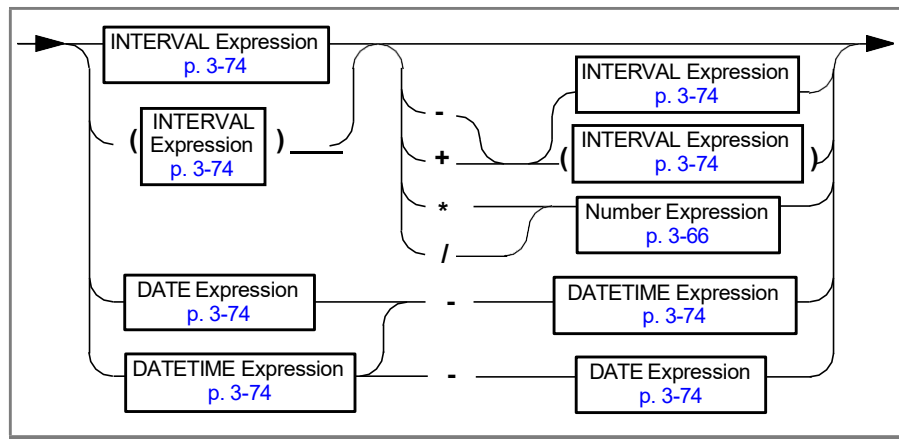 INTERVAL Expression
p. 3-74
(
INTERVAL
Expression
p. 3-74
)
-
+
*
/
INTERVAL Expression
p. 3-74
(
INTERVAL Expression
p. 3-74
)
Number Expression
p. 3-66
DATE Expression
p. 3-74
-
DATETIME Expression
p. 3-74
DATETIME Expression
p. 3-74
-
DATE Expression
p. 3-74